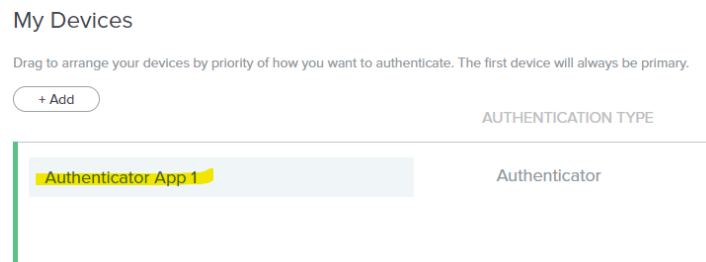 My Devices
Drag to arrange your devices by priority of how you want to authenticate. The first device will always be primary.
+ Add
AUTHENTICATION TYPE
Authenticator App 1
Authenticator